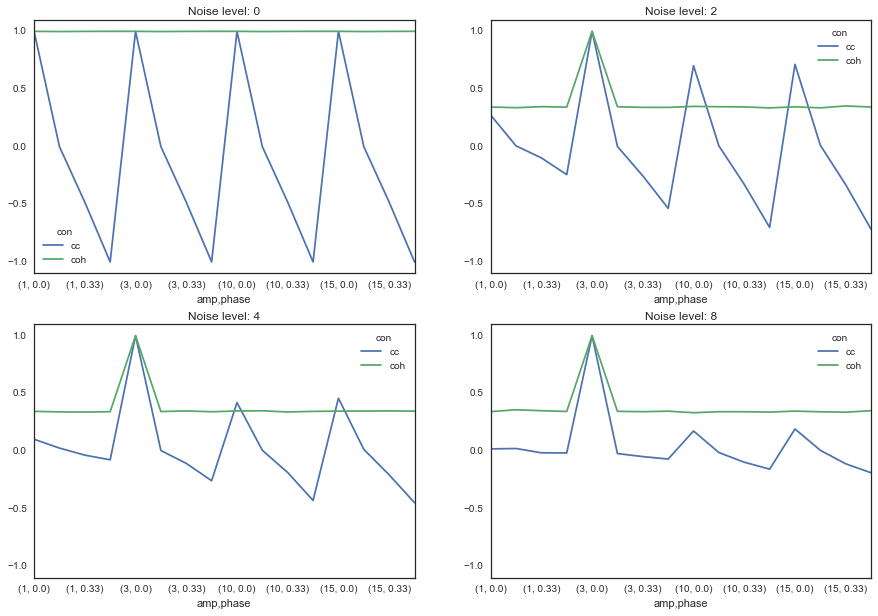 Noise level: 0
1.0
0.5
0.0
−0.5
−1.0
con
cc
coh
(1, 0.0) (1, 0.33) (3, 0.0) (3, 0.33) (10, 0.0) (10, 0.33) (15, 0.0) (15, 0.33)
amp,phase
Noise level: 2
1.0
0.5
0.0
−0.5
−1.0
con
cc
coh
(1, 0.0) (1, 0.33) (3, 0.0) (3, 0.33) (10, 0.0) (10, 0.33) (15, 0.0) (15, 0.33)
amp,phase
Noise level: 4
1.0
0.5
0.0
−0.5
−1.0
con
cc
coh
(1, 0.0) (1, 0.33) (3, 0.0) (3, 0.33) (10, 0.0) (10, 0.33) (15, 0.0) (15, 0.33)
amp,phase
Noise level: 8
1.0
0.5
0.0
−0.5
−1.0
con
cc
coh
(1, 0.0) (1, 0.33) (3, 0.0) (3, 0.33) (10, 0.0) (10, 0.33) (15, 0.0) (15, 0.33)
amp,phase